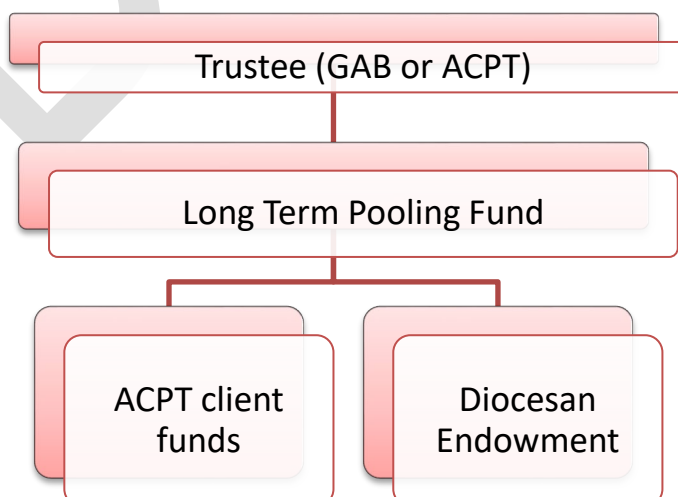 Trustee (GAB or ACPT)
Long Term Pooling Fund
ACPT client
funds
Diocesan
Endowment